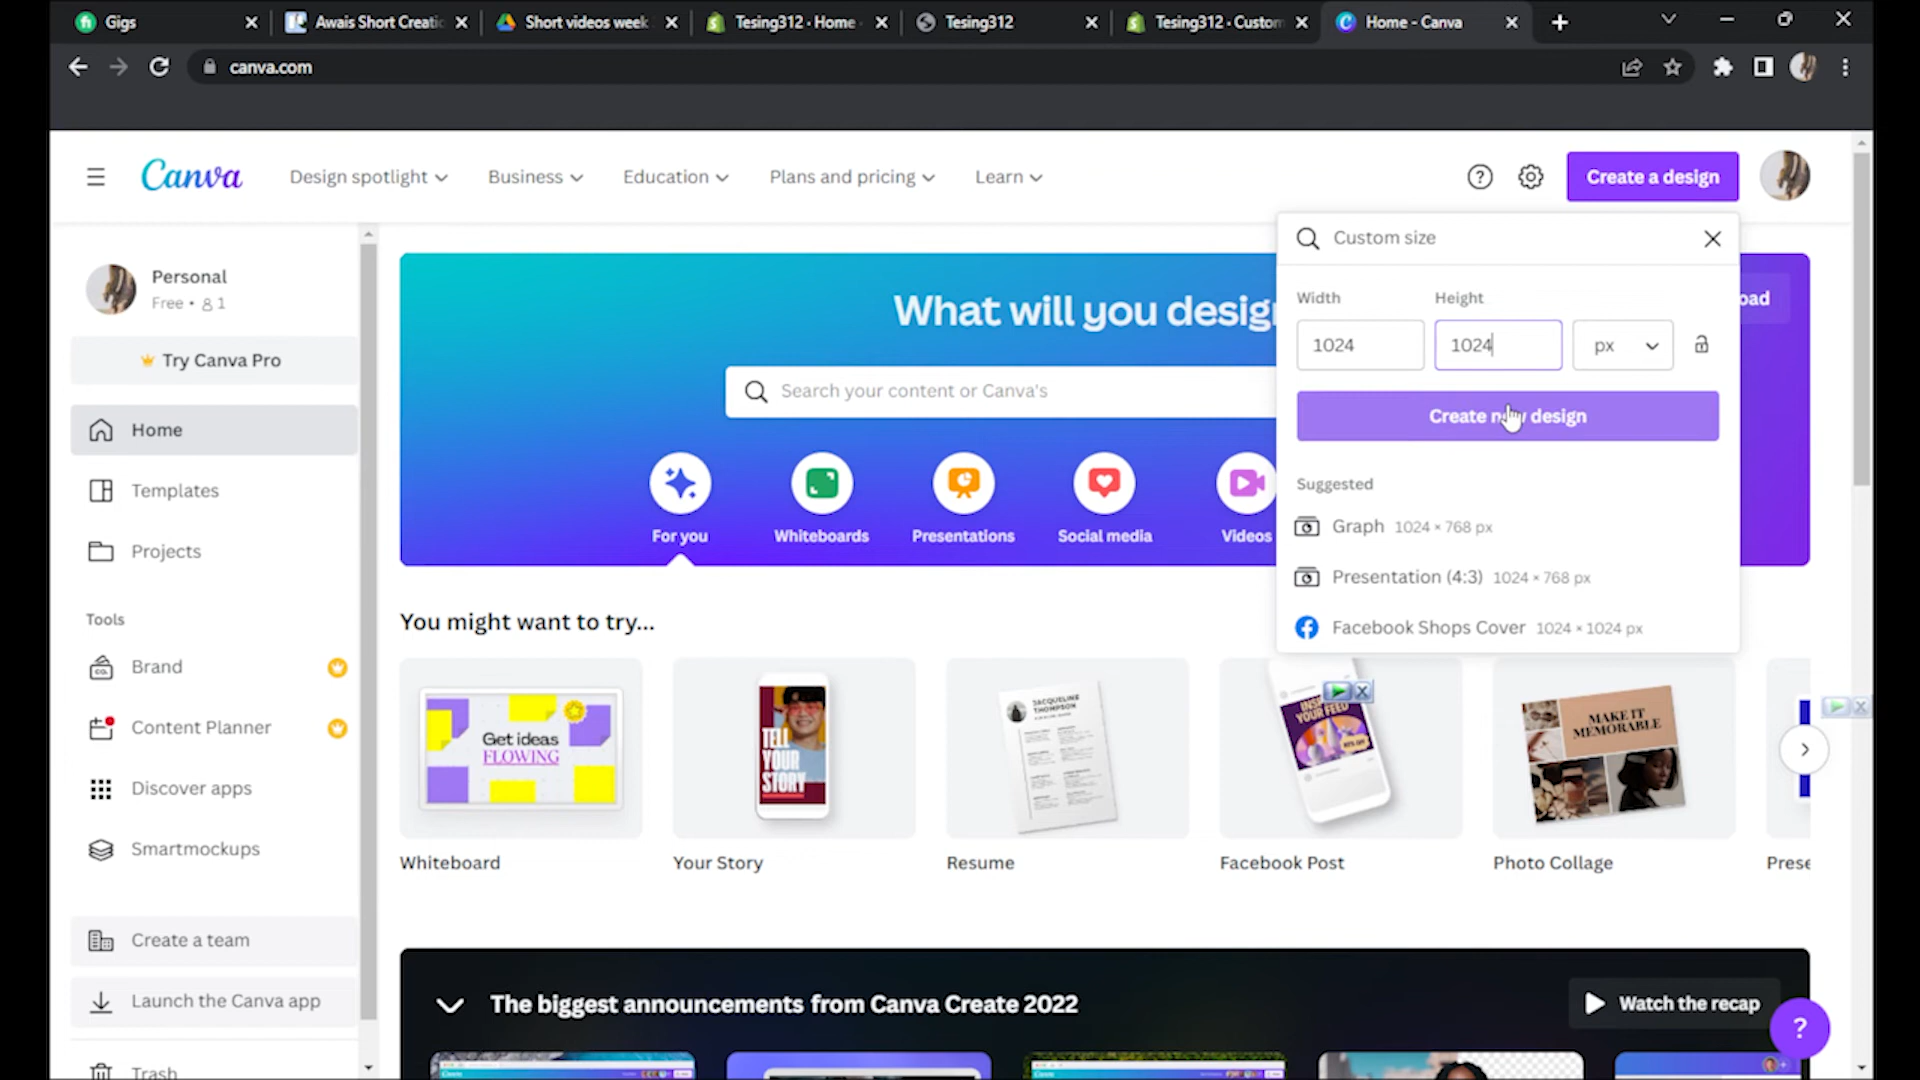 Gigs
Awais Short Creatic
Short videos week
Tesing312 · Home
Tesing312
Tesing312 · Custom
Home - Canva
canva.com
Canva
Design spotlight
Business
Education
Plans and pricing
Learn
Create a design
Personal
Free • 1
Try Canva Pro
Home
Templates
Projects
Tools
Brand
Content Planner
Discover apps
Smartmockups
Create a team
Launch the Canva app
Trash
What will you desig
oad
Search your content or Canva's
For you
Whiteboards
Presentations
Social media
Videos
Custom size
Width
Height
1024
1024
px
Create new design
Suggested
Graph 1024 × 768 px
Presentation (4:3) 1024 × 768 px
Facebook Shops Cover 1024 × 1024 px
You might want to try...
Get ideas
FLOWING
TELL
YOUR
STORY
JACQUELINE
THOMPSON
YOUR FEED
MAKE IT
MEMORABLE
Whiteboard
Your Story
Resume
Facebook Post
Photo Collage
Prese
The biggest announcements from Canva Create 2022
Watch the recap
?